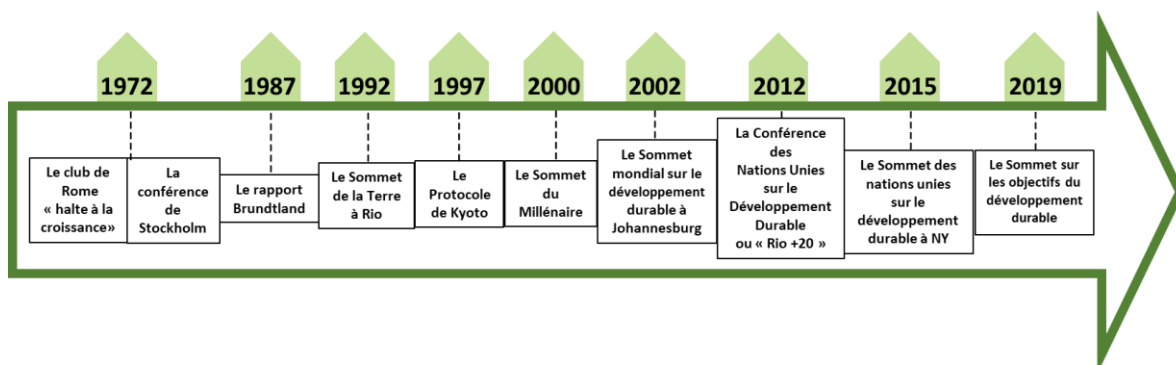 1972
1987
1992
1997
2000
2002
2012
2015
2019
Le club de
Rome
« halte à la
croissance»
La
conférence
de
Stockholm
Le rapport
Brundtland
Le Sommet
de la Terre
à Rio
Le
Protocole
de Kyoto
Le Sommet
du
Millénaire
Le Sommet
mondial sur le
développement
durable à
Johannesburg
La Conférence
des
Nations Unies
sur le
Développement
Durable
ou « Rio +20 »
Le Sommet des
nations unies
sur le
développement
durable à NY
Le Sommet sur
les objectifs du
développement
durable